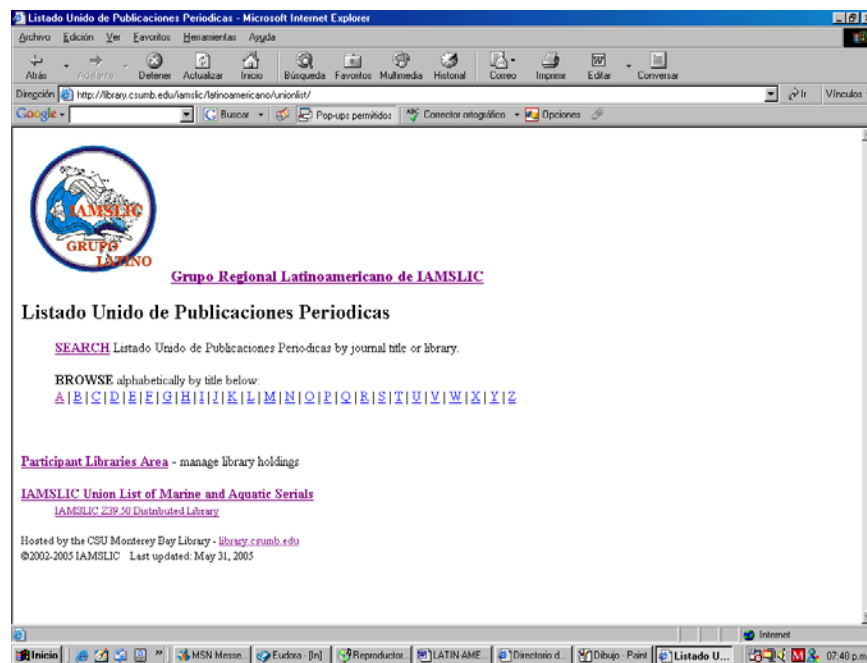 Listado Unido de Publicaciones Periodicas - Microsoft Internet Explorer
Archivo Edición Ver Favoritos Herramientas Ayuda
Atrás Adelante Detener Actualizar Inicio Búsqueda Favoritos Multimedia Historial Correo Imprimir Editar Conversar
Dirección http://library.csumb.edu/iamslic/latinoamericano/unionlist/ Ir Vínculos
Google Buscar Pop-ups permitidos ABC Corrector ortográfico Opciones
IAMSLIC
GRUPO
LATINO
Grupo Regional Latinoamericano de IAMSLIC
Listado Unido de Publicaciones Periodicas
SEARCH Listado Unido de Publicaciones Periodicas by journal title or library.
BROWSE alphabetically by title below:
A | B | C | D | E | F | G | H | I | J | K | L | M | N | O | P | Q | R | S | T | U | V | W | X | Y | Z
Participant Libraries Area - manage library holdings
IAMSLIC Union List of Marine and Aquatic Serials
IAMSLIC Z39.50 Distributed Library
Hosted by the CSU Monterey Bay Library - library.csumb.edu
©2002-2005 IAMSLIC Last updated: May 31, 2005
Internet
Inicio » MSN Messe... Eudora - [In] Reproductor... LATIN AME... Directorio d... Dibujo - Paint Listado U... 07:48 p.m.